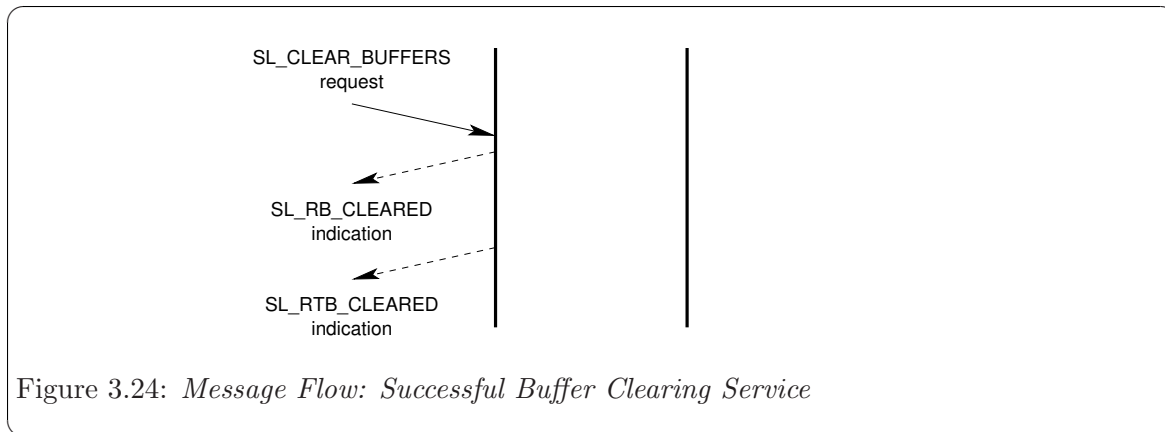 SL_CLEAR_BUFFERS
request
SL_RB_CLEARED
indication
SL_RTB_CLEARED
indication
Figure 3.24: Message Flow: Successful Buffer Clearing Service